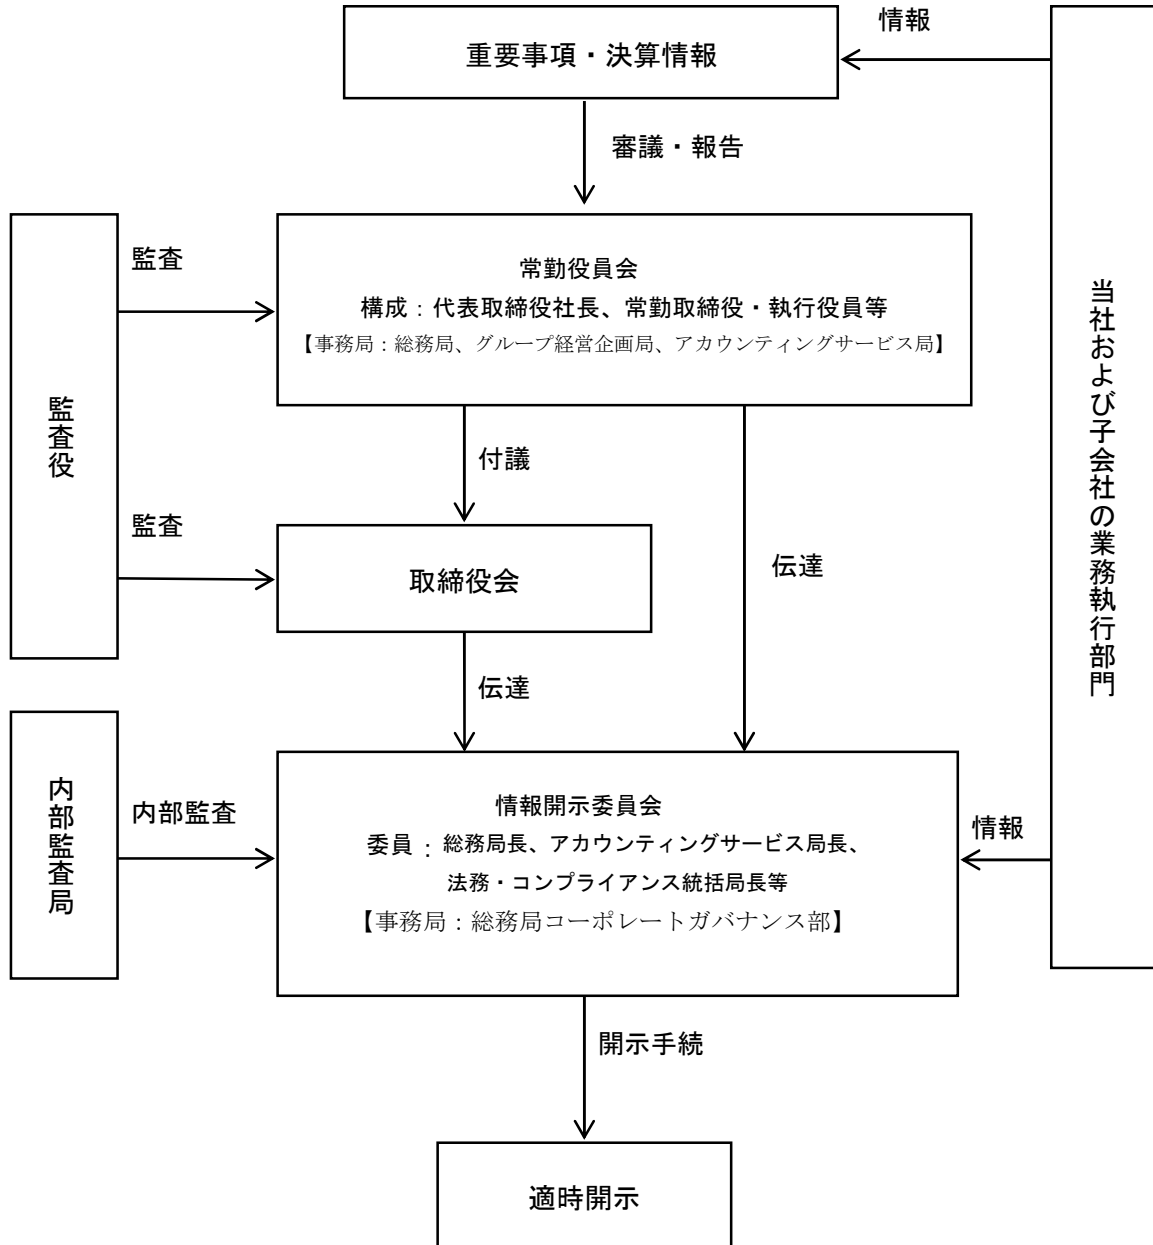 情報
重要事項・決算情報
審議・報告
監査
常勤役員会
構成：代表取締役社長、常勤取締役・執行役員等
【事務局：総務局、グループ経営企画局、アカウンティングサービス局】
監査役
付議
監査
取締役会
伝達
伝達
当社および子会社の業務執行部門
内部監査局
内部監査
情報開示委員会
委員：総務局長、アカウンティングサービス局長、
法務・コンプライアンス統括局長等
【事務局：総務局コーポレートガバナンス部】
情報
開示手続
適時開示